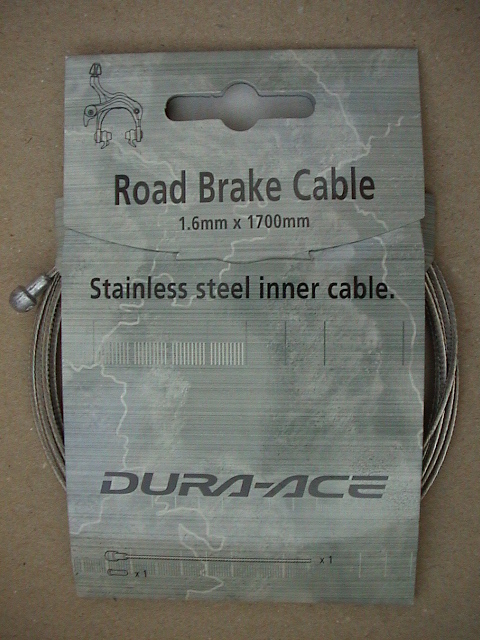 Road Brake Cable
1.6mm x 1700mm
Stainless steel inner cable.
DURA-ACE
x 1
x 1